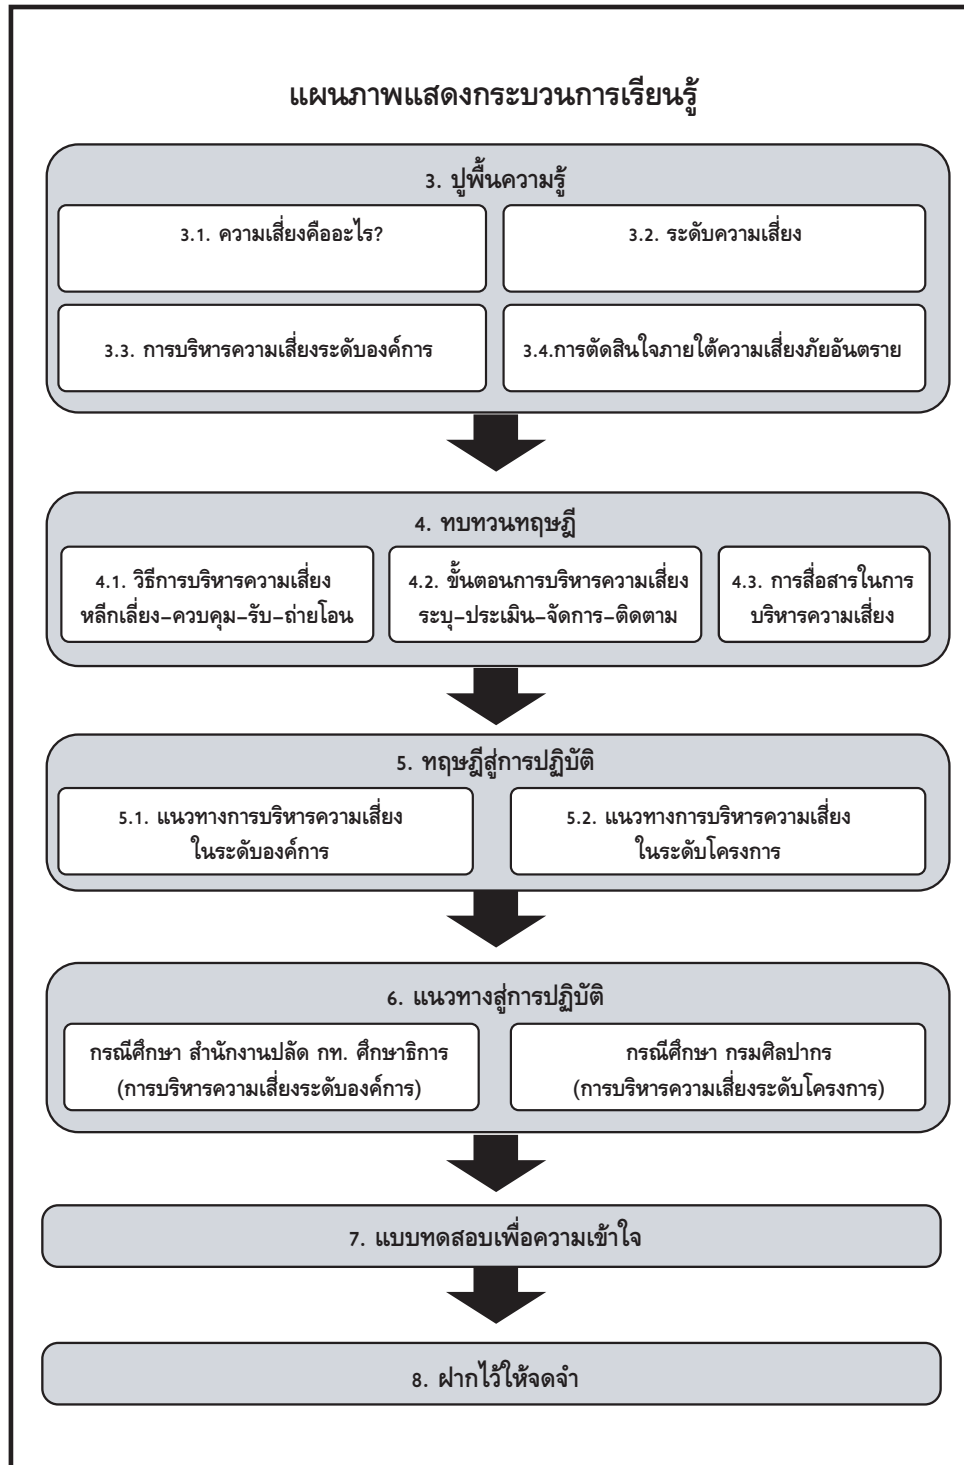 แผนภาพแสดงกระบวนการเรียนรู้
3. ปูพื้นความรู้
3.1. ความเสี่ยงคืออะไร?
3.2. ระดับความเสี่ยง
3.3. การบริหารความเสี่ยงระดับองค์การ
3.4.การตัดสินใจภายใต้ความเสี่ยงภัยอันตราย
4. ทบทวนทฤษฎี
4.1. วิธีการบริหารความเสี่ยง
หลีกเลี่ยง-ควบคุม-รับ-ถ่ายโอน
4.2. ขั้นตอนการบริหารความเสี่ยง
ระบุ-ประเมิน-จัดการ-ติดตาม
4.3. การสื่อสารในการ
บริหารความเสี่ยง
5. ทฤษฎีสู่การปฏิบัติ
5.1. แนวทางการบริหารความเสี่ยง
ในระดับองค์การ
5.2. แนวทางการบริหารความเสี่ยง
ในระดับโครงการ
6. แนวทางสู่การปฏิบัติ
กรณีศึกษา สำนักงานปลัด กท. ศึกษาธิการ
(การบริหารความเสี่ยงระดับองค์การ)
กรณีศึกษา กรมศิลปากร
(การบริหารความเสี่ยงระดับโครงการ)
7. แบบทดสอบเพื่อความเข้าใจ
8. ฝากไว้ให้จดจำ